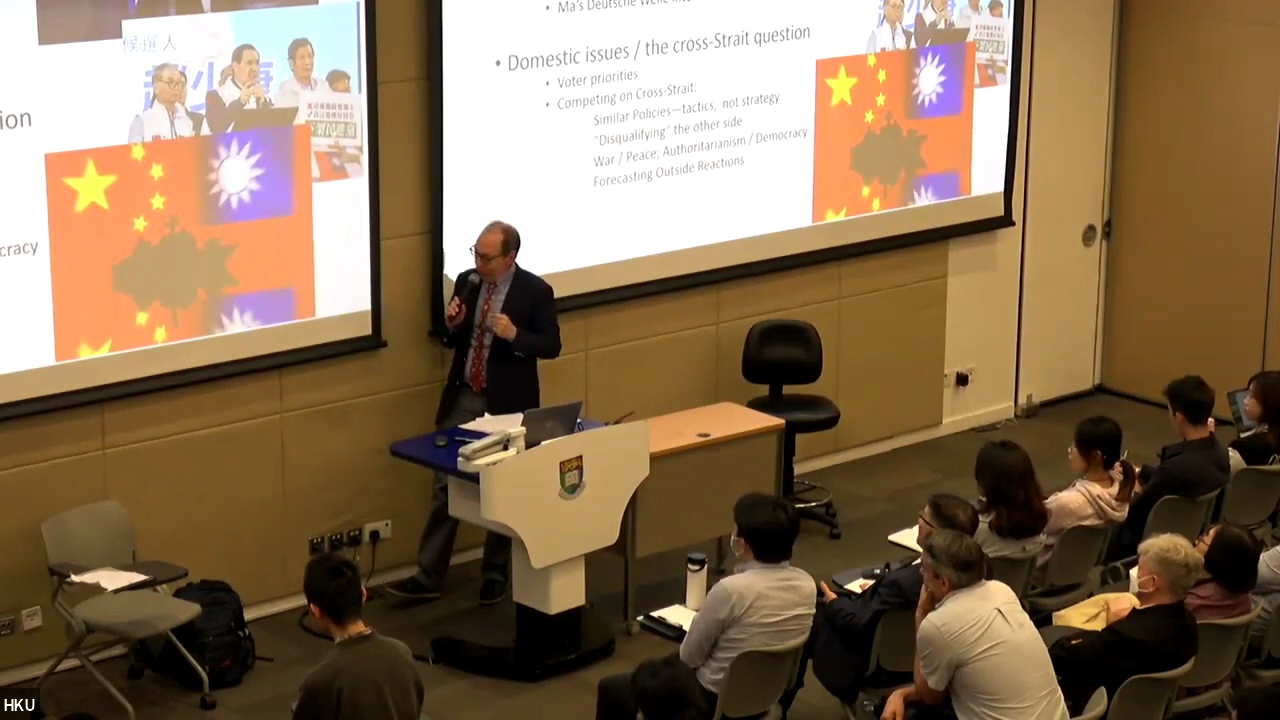 候選人
ion
cracy
• Ma's Deutsche Welle
• Domestic issues / the cross-Strait question
• Voter priorities
• Competing on Cross-Strait:
Similar Policies—tactics, not strategy
"Disqualifying" the other side
War / Peace; Authoritarianism / Democracy
Forecasting Outside Reactions
HKU